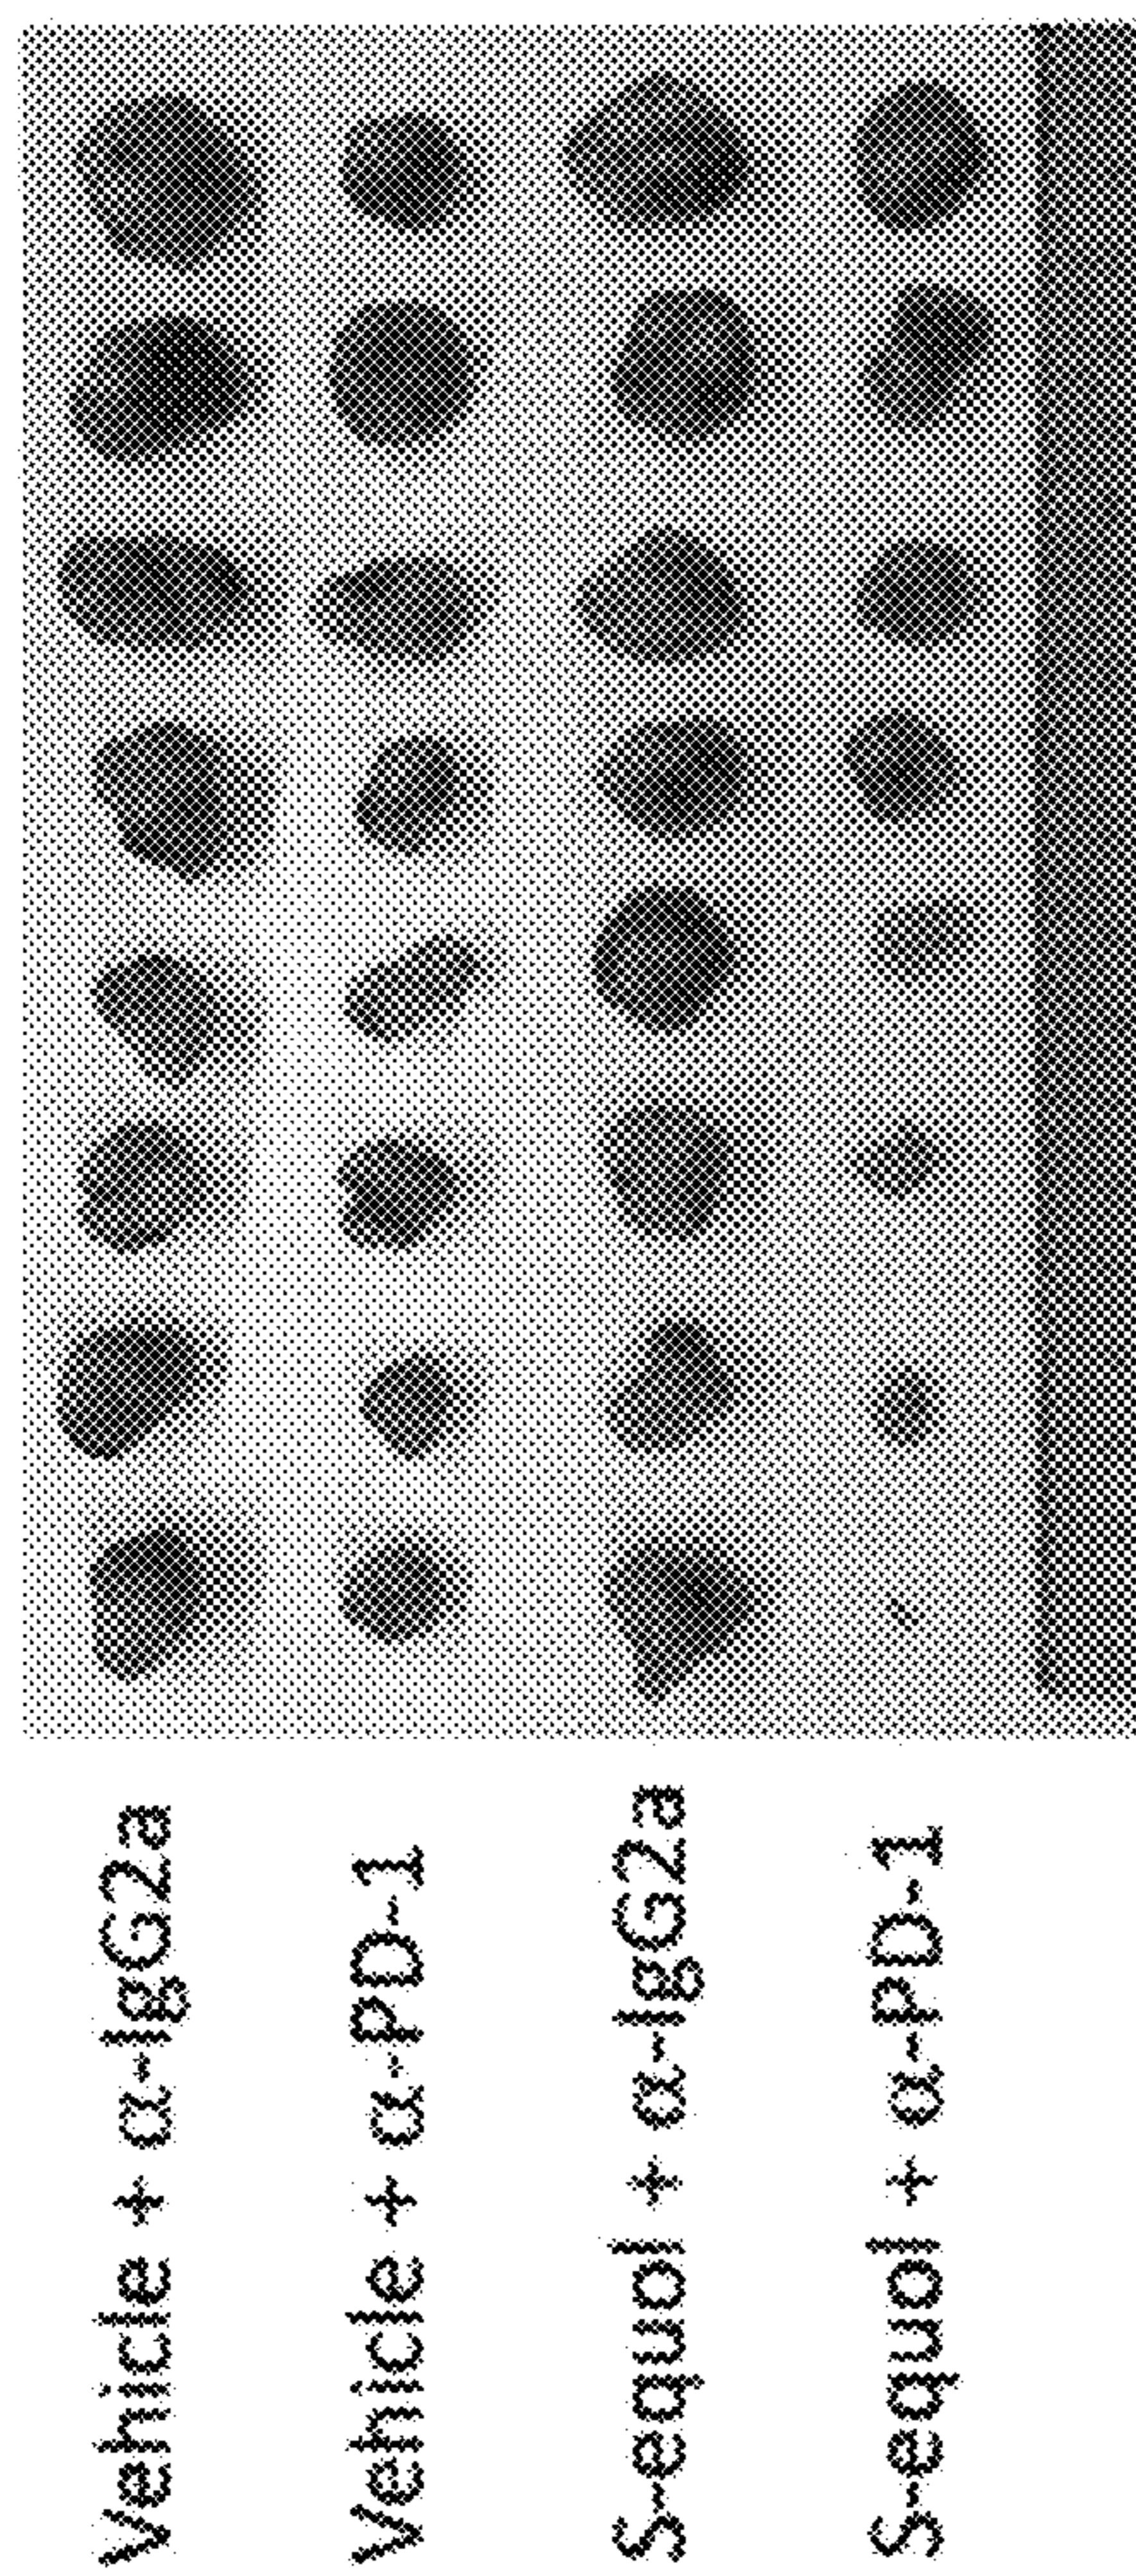 Vehicle + α-IgG2a
Vehicle + α-PD-1
S-equol + α-IgG2a
S-equol + α-PD-1